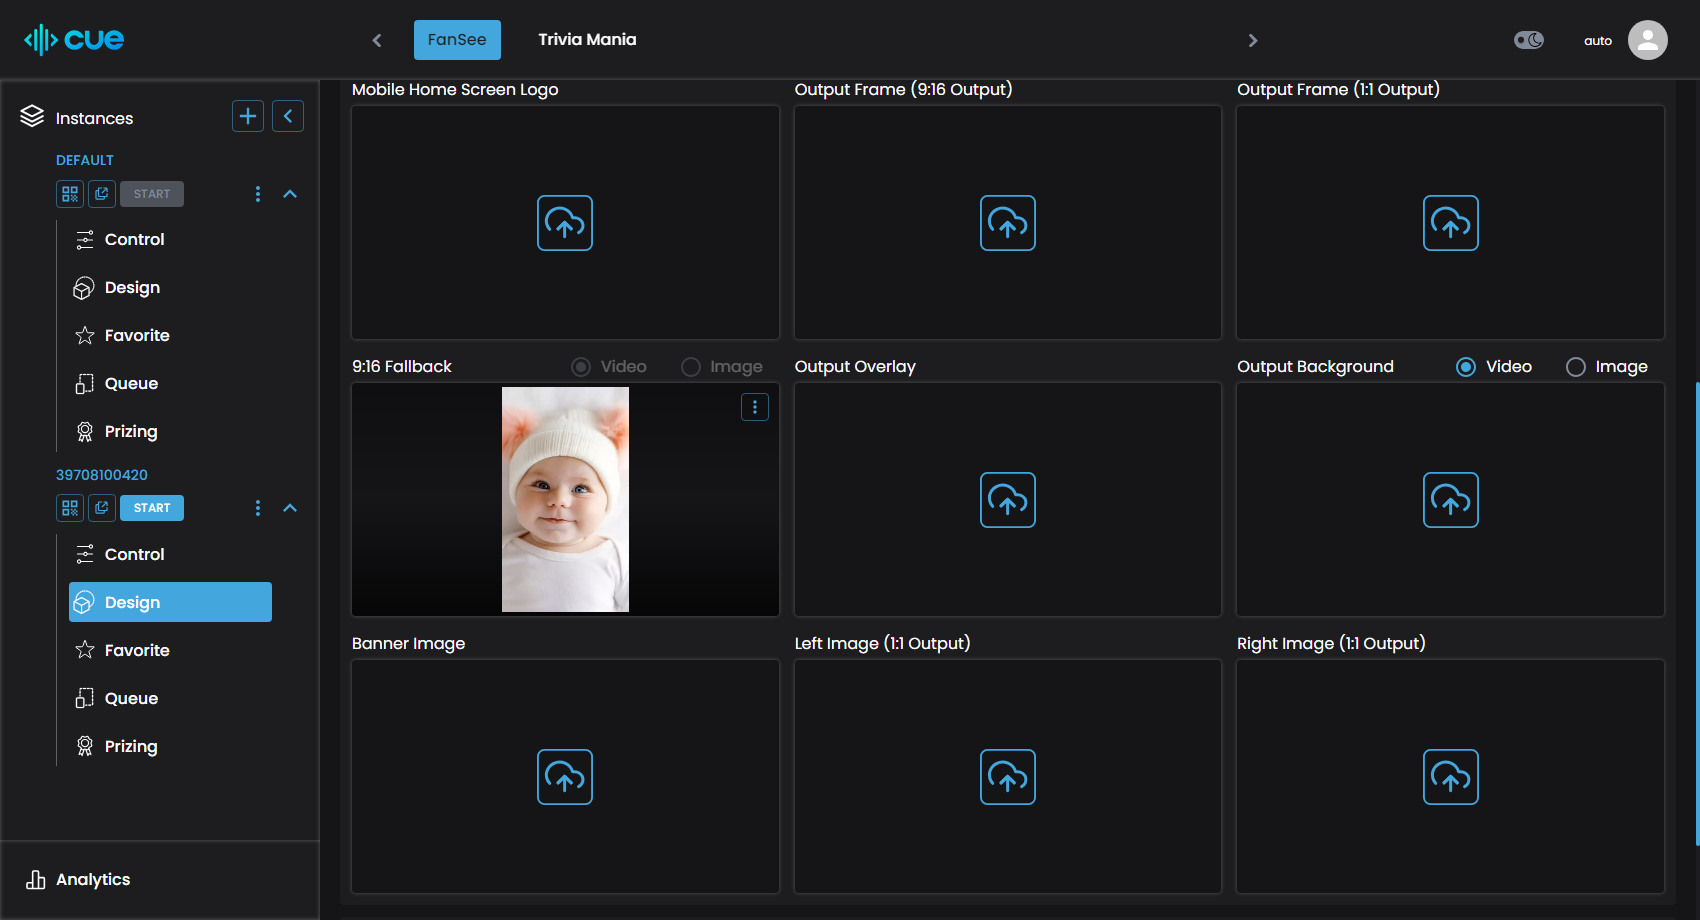 cue
FanSee
Trivia Mania
auto
Instances
DEFAULT
START
Control
Design
Favorite
Queue
Prizing
39708100420
START
Control
Design
Favorite
Queue
Prizing
Analytics
Mobile Home Screen Logo
Output Frame (9:16 Output)
Output Frame (1:1 Output)
9:16 Fallback
Video
Image
Output Overlay
Output Background
Video
Image
Banner Image
Left Image (1:1 Output)
Right Image (1:1 Output)